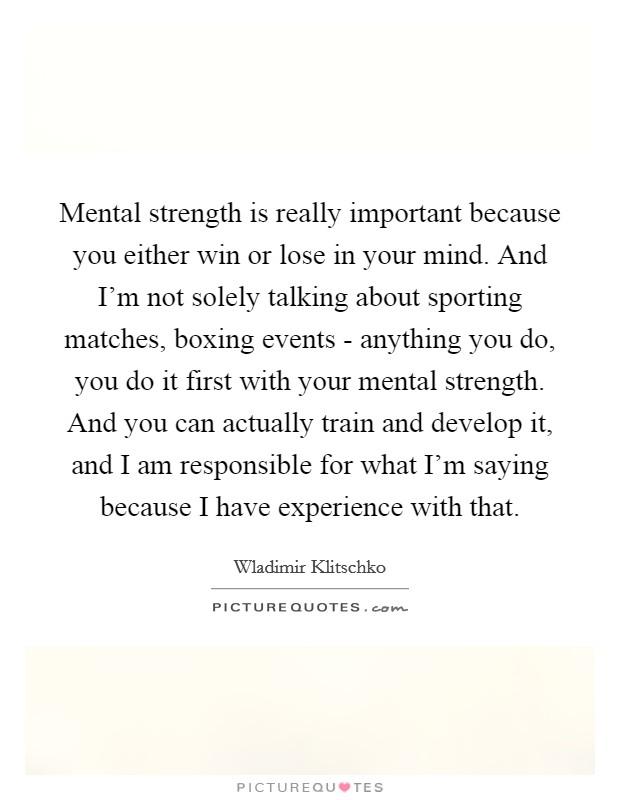 Mental strength is really important because
you either win or lose in your mind. And
I'm not solely talking about sporting
matches, boxing events - anything you do,
you do it first with your mental strength.
And you can actually train and develop it,
and I am responsible for what I'm saying
because I have experience with that.
Wladimir Klitschko
PICTUREQUOTES.com
PICTUREQUOTES